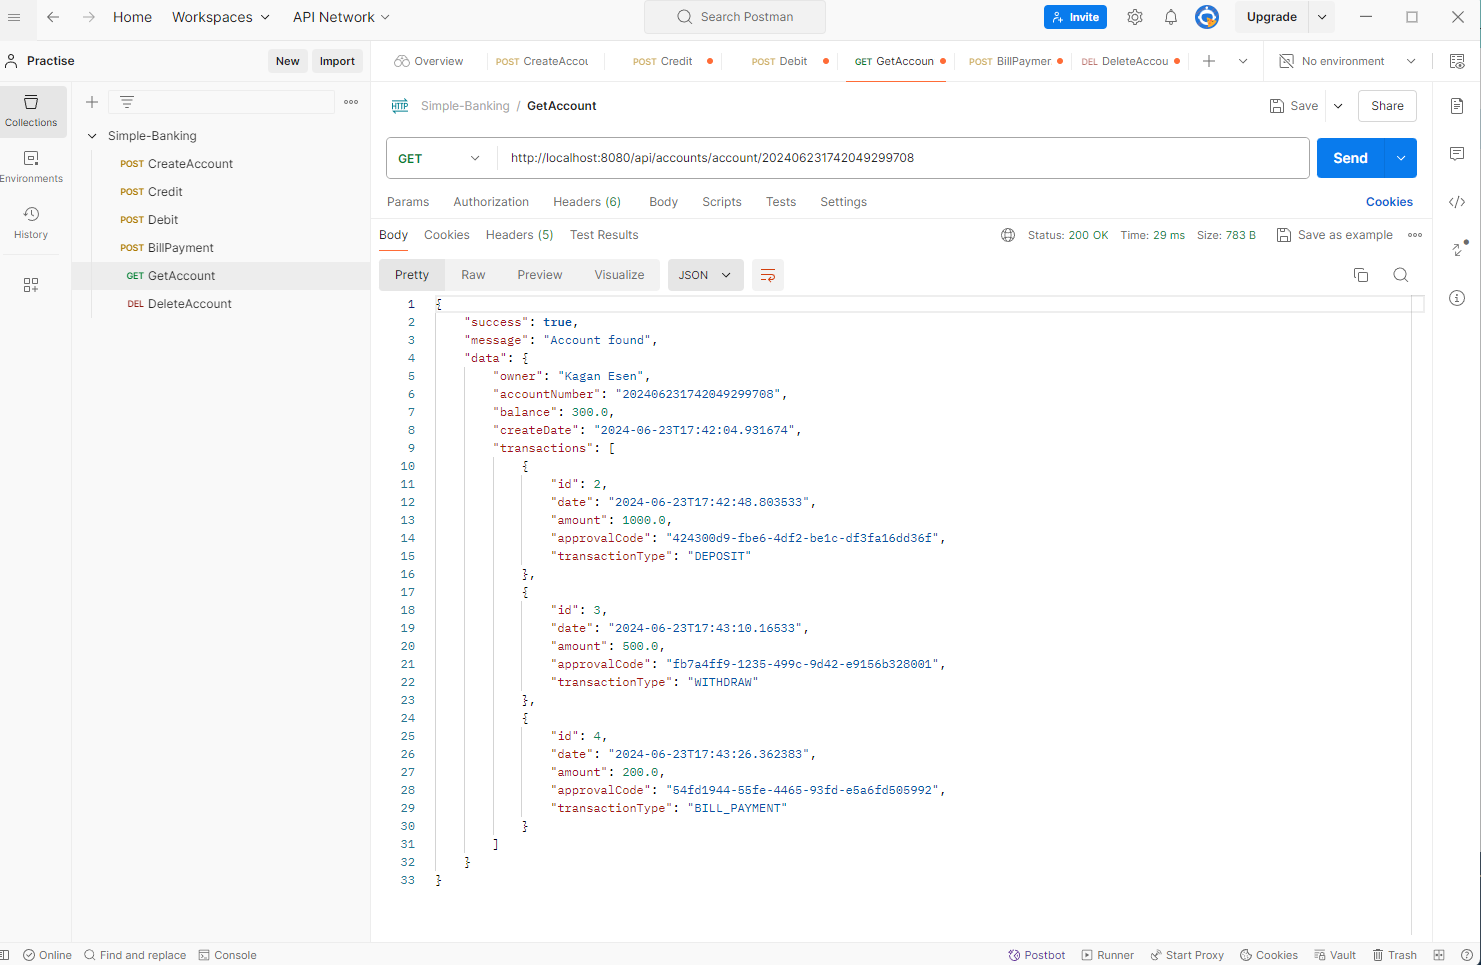 Home Workspaces API Network Search Postman Invite Upgrade
Practise New Import Overview POST CreateAccou POST Credit POST Debit GET GetAccoun POST BillPaymer DEL DeleteAccou No environment
Collections
Environments
History
Simple-Banking
POST CreateAccount
POST Credit
POST Debit
POST BillPayment
GET GetAccount
DEL DeleteAccount
HTTP Simple-Banking / GetAccount Save Share
GET http://localhost:8080/api/accounts/account/202406231742049299708 Send
Params Authorization Headers (6) Body Scripts Tests Settings Cookies
Body Cookies Headers (5) Test Results Status: 200 OK Time: 29 ms Size: 783 B Save as example
Pretty Raw Preview Visualize JSON
1 {
2 "success": true,
3 "message": "Account found",
4 "data": {
5 "owner": "Kagan Esen",
6 "accountNumber": "202406231742049299708",
7 "balance": 300.0,
8 "createDate": "2024-06-23T17:42:04.931674",
9 "transactions": [
10 {
11 "id": 2,
12 "date": "2024-06-23T17:42:48.803533",
13 "amount": 1000.0,
14 "approvalCode": "424300d9-fbe6-4df2-be1c-df3fa16dd36f",
15 "transactionType": "DEPOSIT"
16 },
17 {
18 "id": 3,
19 "date": "2024-06-23T17:43:10.16533",
20 "amount": 500.0,
21 "approvalCode": "fb7a4ff9-1235-499c-9d42-e9156b328001",
22 "transactionType": "WITHDRAW"
23 },
24 {
25 "id": 4,
26 "date": "2024-06-23T17:43:26.362383",
27 "amount": 200.0,
28 "approvalCode": "54fd1944-55fe-4465-93fd-e5a6fd505992",
29 "transactionType": "BILL_PAYMENT"
30 }
31 ]
32 }
33 }
Online Find and replace Console Postbot Runner Start Proxy Cookies Vault Trash